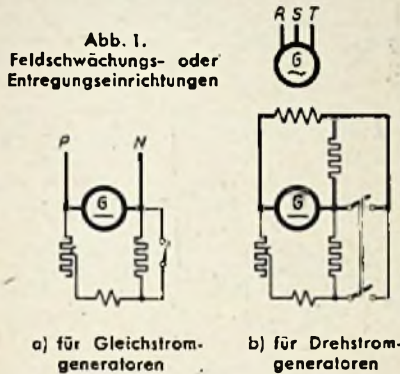 Abb. 1.
Feldschwächungs- oder
Entregungseinrichtungen
R S T
G
P N
G
G
a) für Gleichstrom-
generatoren
b) für Drehstrom-
generatoren